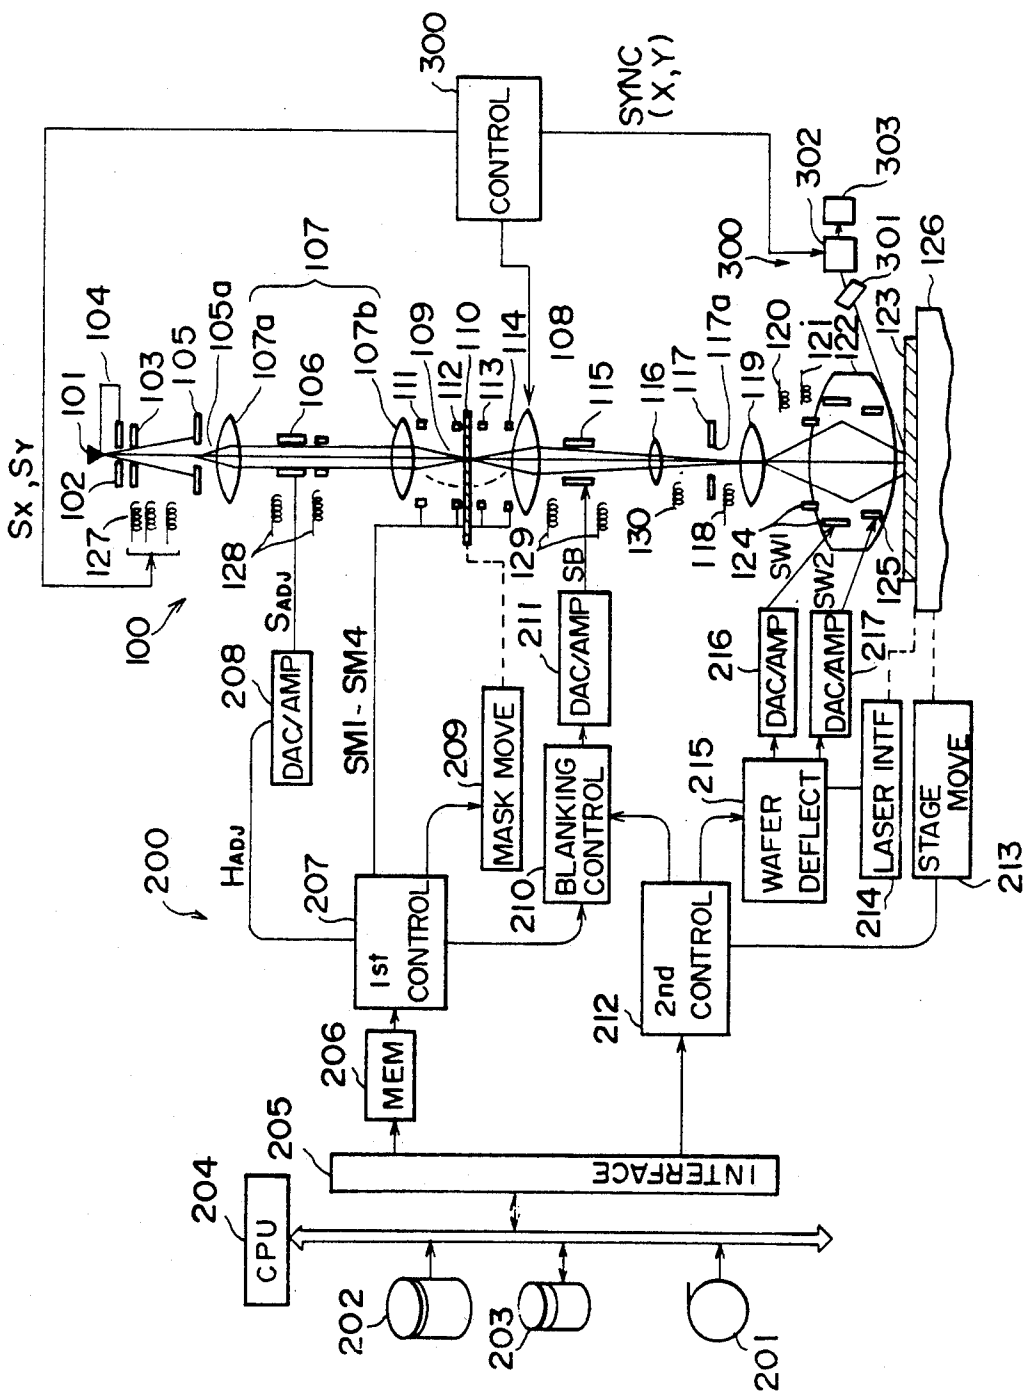 300
CONTROL
SYNC
(X,Y)
SX,SY
101
104
103
105
105a
107a
107
106
107b
111
109
112
110
113
114
108
115
116
117
117a
119
300
120
121
122
302
303
301
123
126
102
127
128
129
130
118
124
125
100
SADJ
208
DAC/AMP
SM1-SM4
SB
211
DAC/AMP
SW1
SW2
216
DAC/AMP
DAC/AMP
217
HADJ
200
207
1st
CONTROL
209
MASK MOVE
210
BLANKING
CONTROL
215
WAFER
DEFLECT
214
LASER INTF
STAGE
MOVE
213
206
MEM
212
2nd
CONTROL
205
INTERFACE
204
CPU
202
203
201